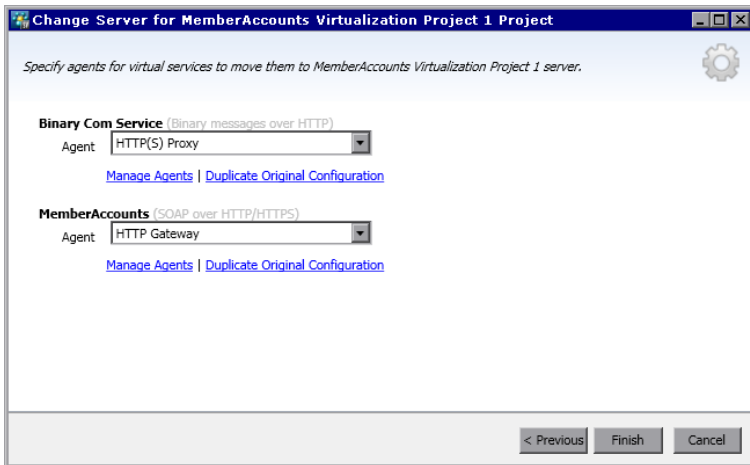 Change Server for MemberAccounts Virtualization Project 1 Project
Specify agents for virtual services to move them to MemberAccounts Virtualization Project 1 server.
Binary Com Service (Binary messages over HTTP)
Agent HTTP(S) Proxy
Manage Agents | Duplicate Original Configuration
MemberAccounts (SOAP over HTTP/HTTPS)
Agent HTTP Gateway
Manage Agents | Duplicate Original Configuration
< Previous Finish Cancel